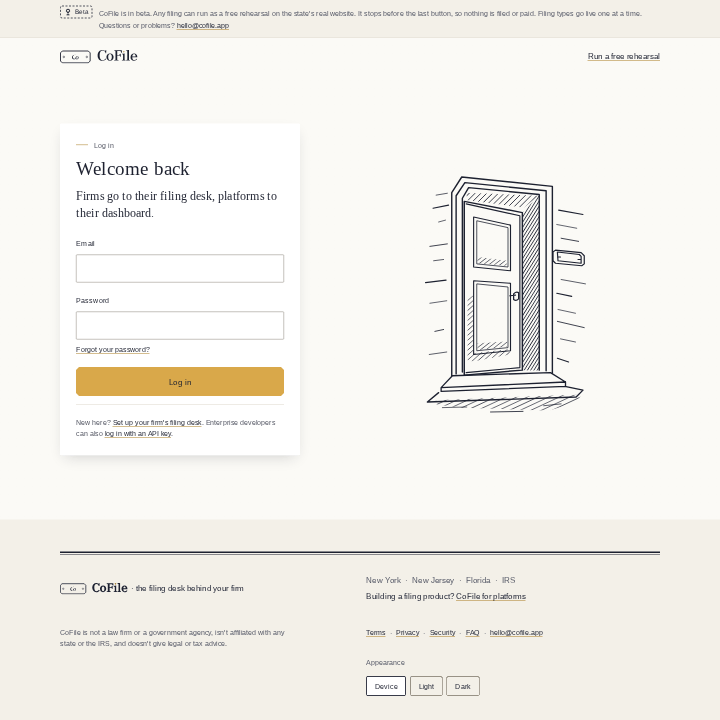 Beta
CoFile is in beta. Any filing can run as a free rehearsal on the state's real website. It stops before the last button, so nothing is filed or paid. Filing types go live one at a time.
Questions or problems? hello@cofile.app
Co CoFile
Run a free rehearsal
Log in
Welcome back
Firms go to their filing desk, platforms to
their dashboard.
Email
Password
Forgot your password?
Log in
New here? Set up your firm's filing desk. Enterprise developers
can also log in with an API key.
Co CoFile · the filing desk behind your firm
New York · New Jersey · Florida · IRS
Building a filing product? CoFile for platforms
CoFile is not a law firm or a government agency, isn't affiliated with any
state or the IRS, and doesn't give legal or tax advice.
Terms · Privacy · Security · FAQ · hello@cofile.app
Appearance
Device Light Dark